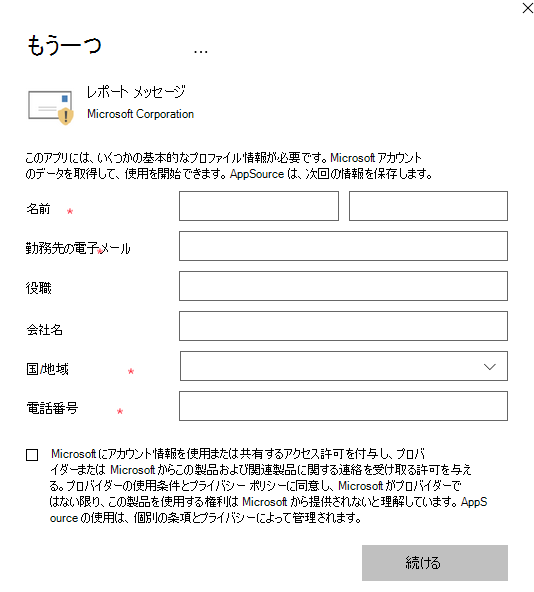 もう一つ ...
レポート メッセージ
Microsoft Corporation
このアプリには、いくつかの基本的なプロファイル情報が必要です。Microsoft アカウント
のデータを取得して、使用を開始できます。AppSource は、次回の情報を保存します。
名前 *
勤務先の電子メール *
役職
会社名
国/地域 *
電話番号 *
Microsoft にアカウント情報を使用または共有するアクセス許可を付与し、プロバ
イダーまたは Microsoft からこの製品および関連製品に関する連絡を受け取る許可を与え
る。プロバイダーの使用条件とプライバシー ポリシーに同意し、Microsoft がプロバイダーで
はない限り、この製品を使用する権利は Microsoft から提供されないと理解しています。AppS
ource の使用は、個別の条項とプライバシーによって管理されます。
続ける